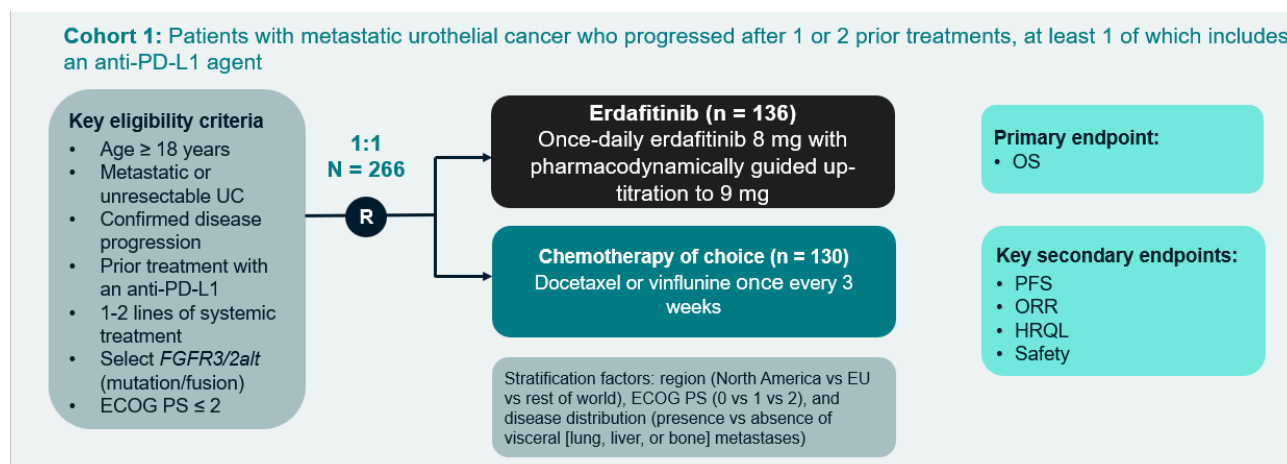 Cohort 1: Patients with metastatic urothelial cancer who progressed after 1 or 2 prior treatments, at least 1 of which includes
an anti-PD-L1 agent
Key eligibility criteria
• Age ≥ 18 years
• Metastatic or
unresectable UC
• Confirmed disease
progression
• Prior treatment with
an anti-PD-L1
• 1-2 lines of systemic
treatment
• Select FGFR3/2alt
(mutation/fusion)
• ECOG PS ≤ 2
1:1
N = 266
R
Erdafitinib (n = 136)
Once-daily erdafitinib 8 mg with
pharmacodynamically guided up-
titration to 9 mg
Chemotherapy of choice (n = 130)
Docetaxel or vinflunine once every 3
weeks
Stratification factors: region (North America vs EU
vs rest of world), ECOG PS (0 vs 1 vs 2), and
disease distribution (presence vs absence of
visceral [lung, liver, or bone] metastases)
Primary endpoint:
• OS
Key secondary endpoints:
• PFS
• ORR
• HRQL
• Safety